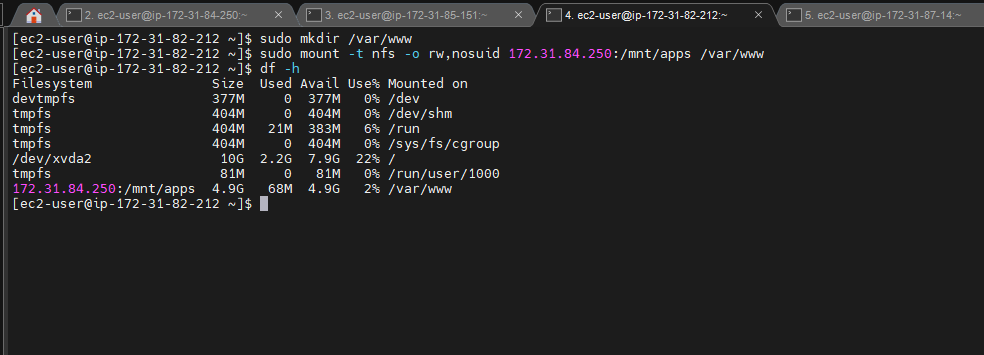 2. ec2-user@ip-172-31-84-250:~ 3. ec2-user@ip-172-31-85-151:~ 4. ec2-user@ip-172-31-82-212:~ 5. ec2-user@ip-172-31-87-14:~
[ec2-user@ip-172-31-82-212 ~]$ sudo mkdir /var/www
[ec2-user@ip-172-31-82-212 ~]$ sudo mount -t nfs -o rw,nosuid 172.31.84.250:/mnt/apps /var/www
[ec2-user@ip-172-31-82-212 ~]$ df -h
Filesystem Size Used Avail Use% Mounted on
devtmpfs 377M 0 377M 0% /dev
tmpfs 404M 0 404M 0% /dev/shm
tmpfs 404M 21M 383M 6% /run
tmpfs 404M 0 404M 0% /sys/fs/cgroup
/dev/xvda2 10G 2.2G 7.9G 22% /
tmpfs 81M 0 81M 0% /run/user/1000
172.31.84.250:/mnt/apps 4.9G 68M 4.9G 2% /var/www
[ec2-user@ip-172-31-82-212 ~]$